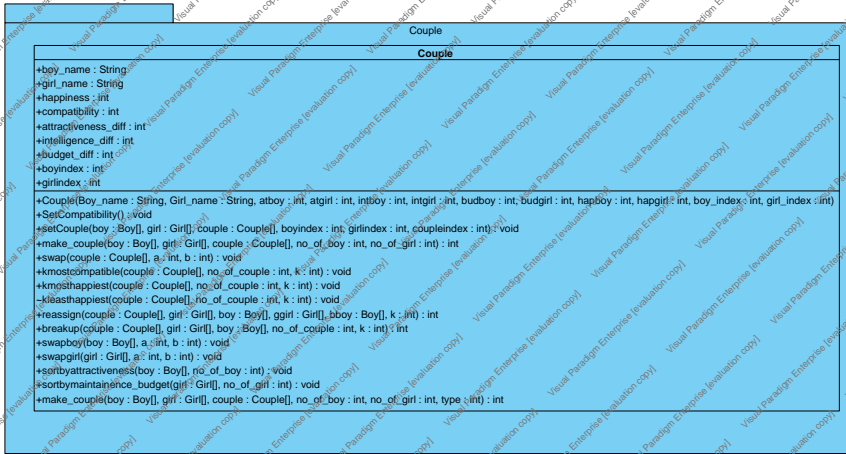 Couple
Couple
+boy_name : String
+girl_name : String
+happiness : int
+compatibility : int
+attractiveness_diff : int
+intelligence_diff : int
+budget_diff : int
+boyindex : int
+girlindex : int
+Couple(Boy_name : String, Girl_name : String, atboy : int, atgirl : int, intboy : int, intgirl : int, budboy : int, budgirl : int, hapboy : int, hapgirl : int, boy_index : int, girl_index : int)
+SetCompatibility() : void
+setCouple(boy : Boy[], girl : Girl[], couple : Couple[], boyindex : int, girlindex : int, coupleindex : int) : void
+make_couple(boy : Boy[], girl : Girl[], couple : Couple[], no_of_boy : int, no_of_girl : int) : int
+swap(couple : Couple[], a : int, b : int) : void
+kmostcompatible(couple : Couple[], no_of_couple : int, k : int) : void
+kmosthappiest(couple : Couple[], no_of_couple : int, k : int) : void
~kleasthappiest(couple : Couple[], no_of_couple : int, k : int) : void
+reassign(couple : Couple[], girl : Girl[], boy : Boy[], ggirl : Girl[], bboy : Boy[], k : int) : int
+breakup(couple : Couple[], girl : Girl[], boy : Boy[], no_of_couple : int, k : int) : int
+swapboy(boy : Boy[], a : int, b : int) : void
+swapgirl(girl : Girl[], a : int, b : int) : void
+sortbyattractiveness(boy : Boy[], no_of_boy : int) : void
+sortbymaintainence_budget(girl : Girl[], no_of_girl : int) : void
+make_couple(boy : Boy[], girl : Girl[], couple : Couple[], no_of_boy : int, no_of_girl : int, type : int) : int
Visual Paradigm Enterprise [evaluation copy]